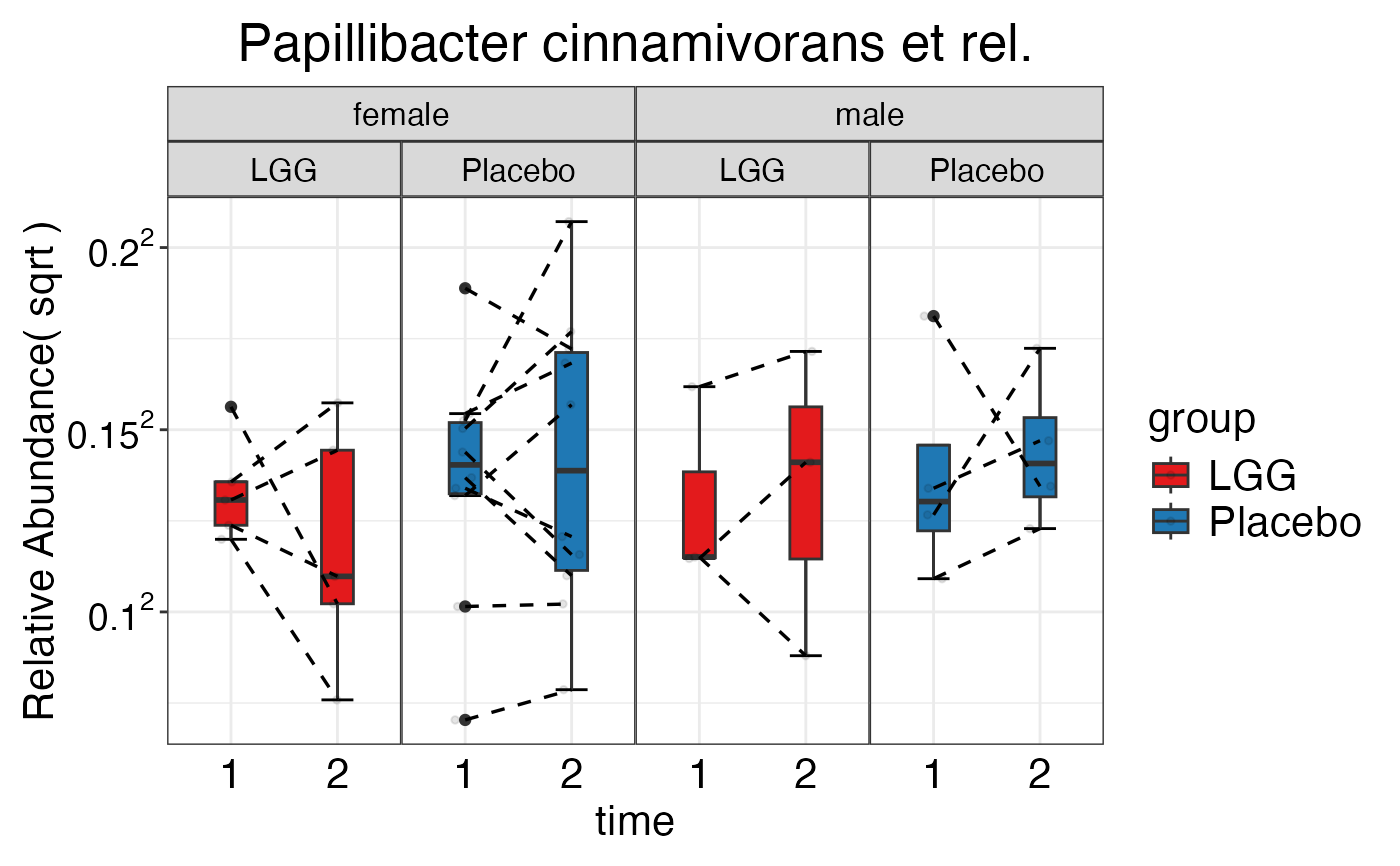 Papillibacter cinnamivorans et rel.
female male
LGG Placebo LGG Placebo
Relative Abundance( sqrt )
0.2²
0.15²
0.1²
1 2 1 2 1 2 1 2
time
group
LGG
Placebo